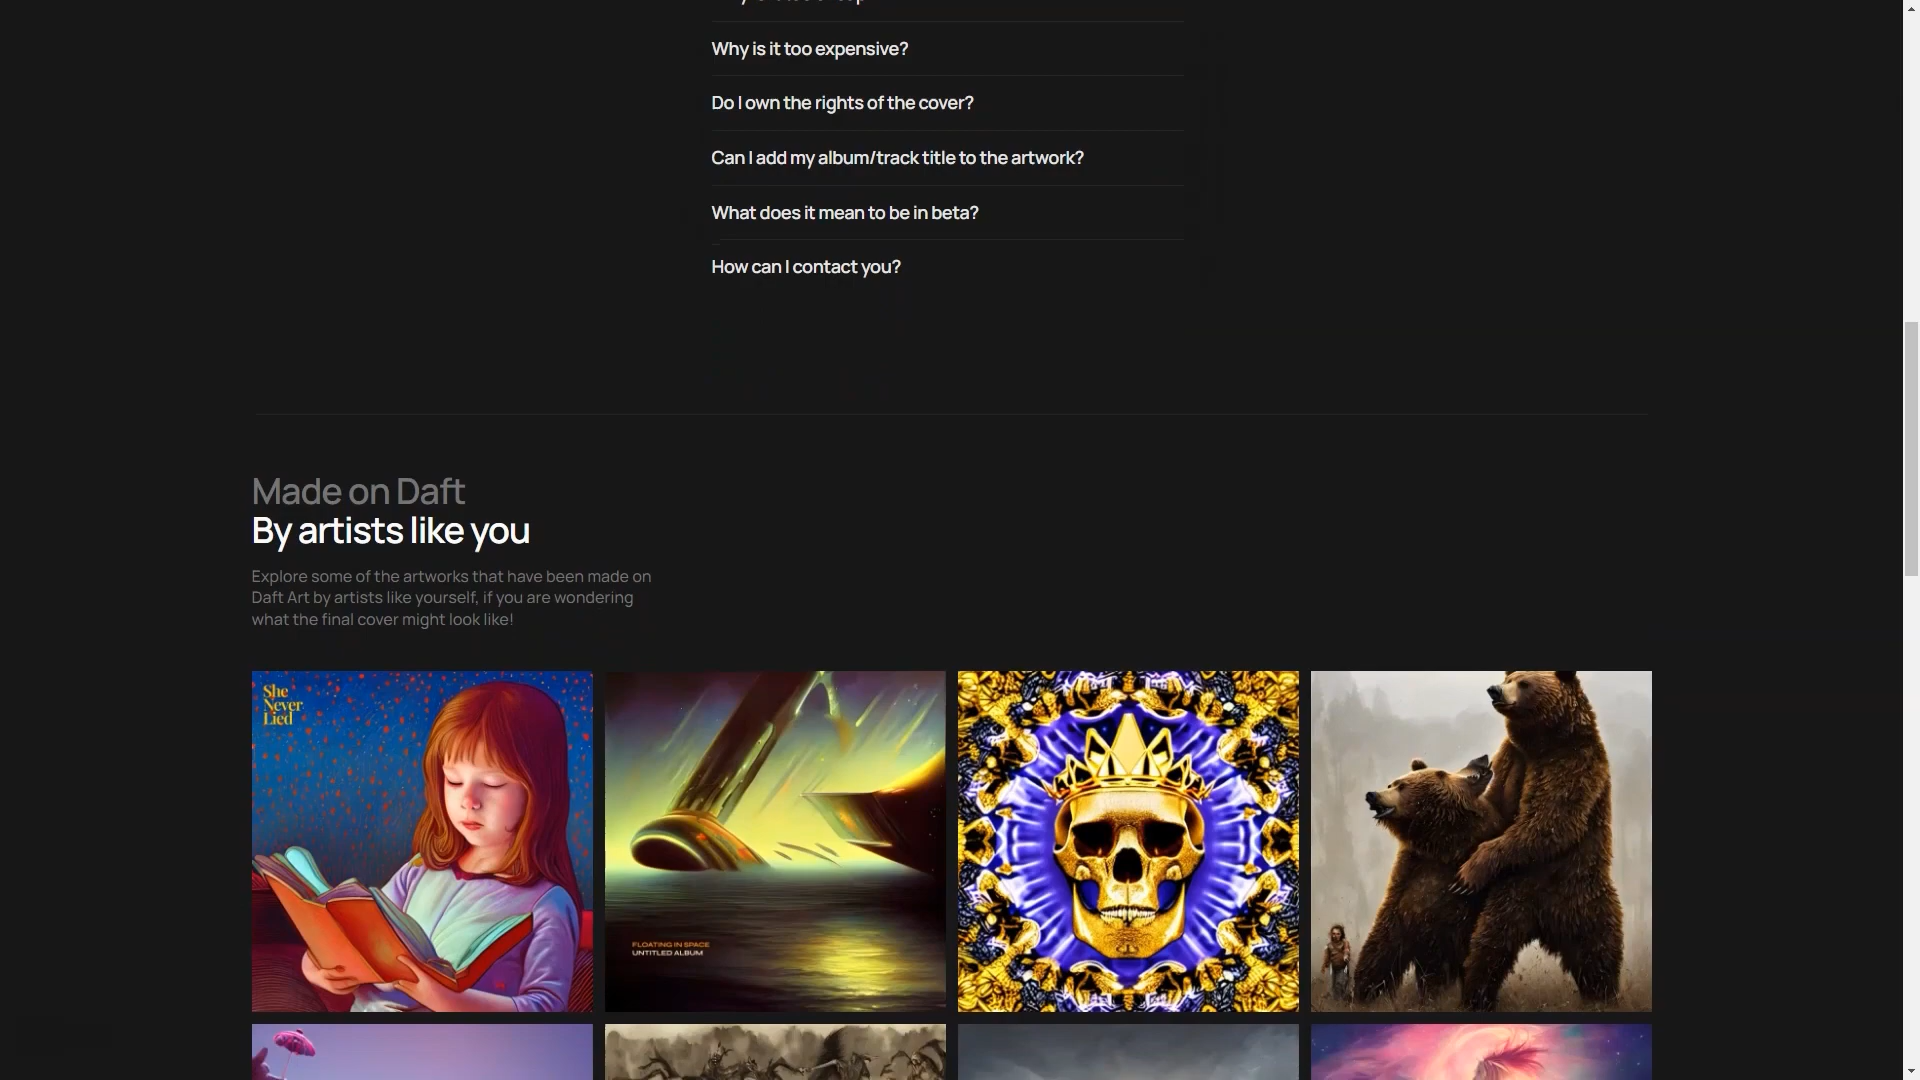 Why is it too expensive?
Do I own the rights of the cover?
Can I add my album/track title to the artwork?
What does it mean to be in beta?
How can I contact you?
Made on Daft
By artists like you
Explore some of the artworks that have been made on
Daft Art by artists like yourself, if you are wondering
what the final cover might look like!
She
Never
Lied
FLOATING IN SPACE
UNTITLED ALBUM